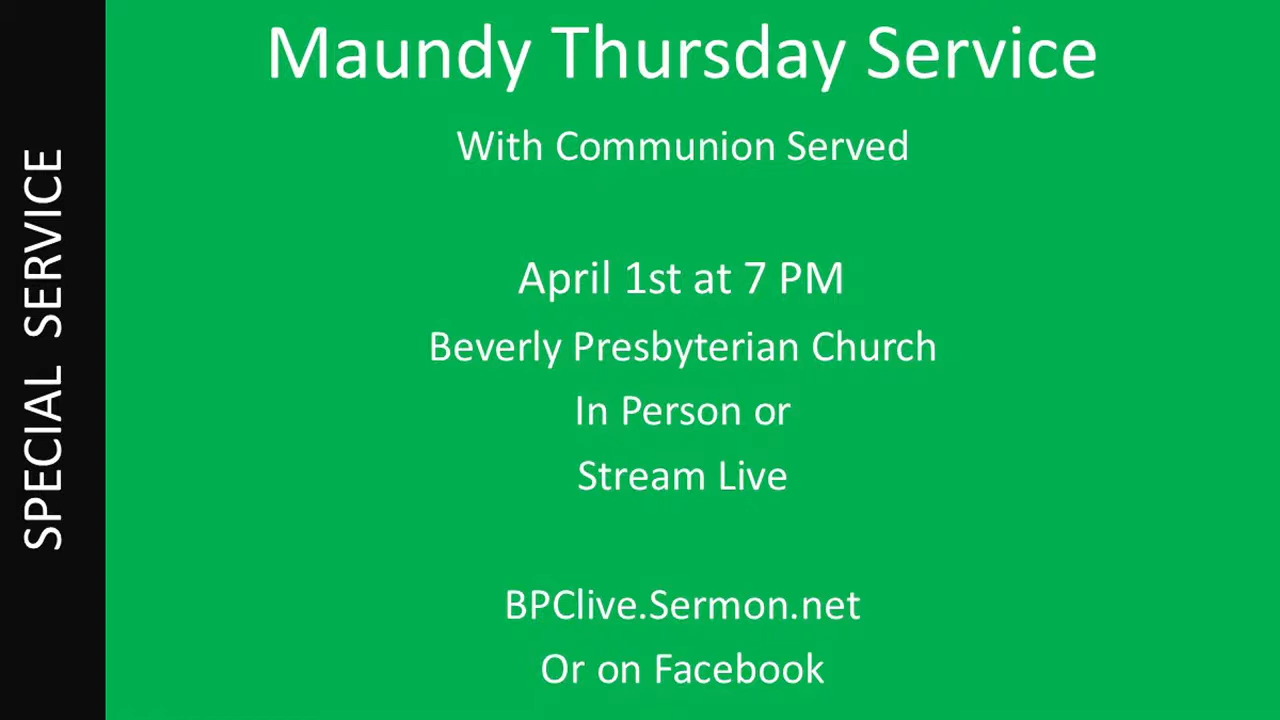 SPECIAL SERVICE
Maundy Thursday Service
With Communion Served
April 1st at 7 PM
Beverly Presbyterian Church
In Person or
Stream Live
BPClive.Sermon.net
Or on Facebook